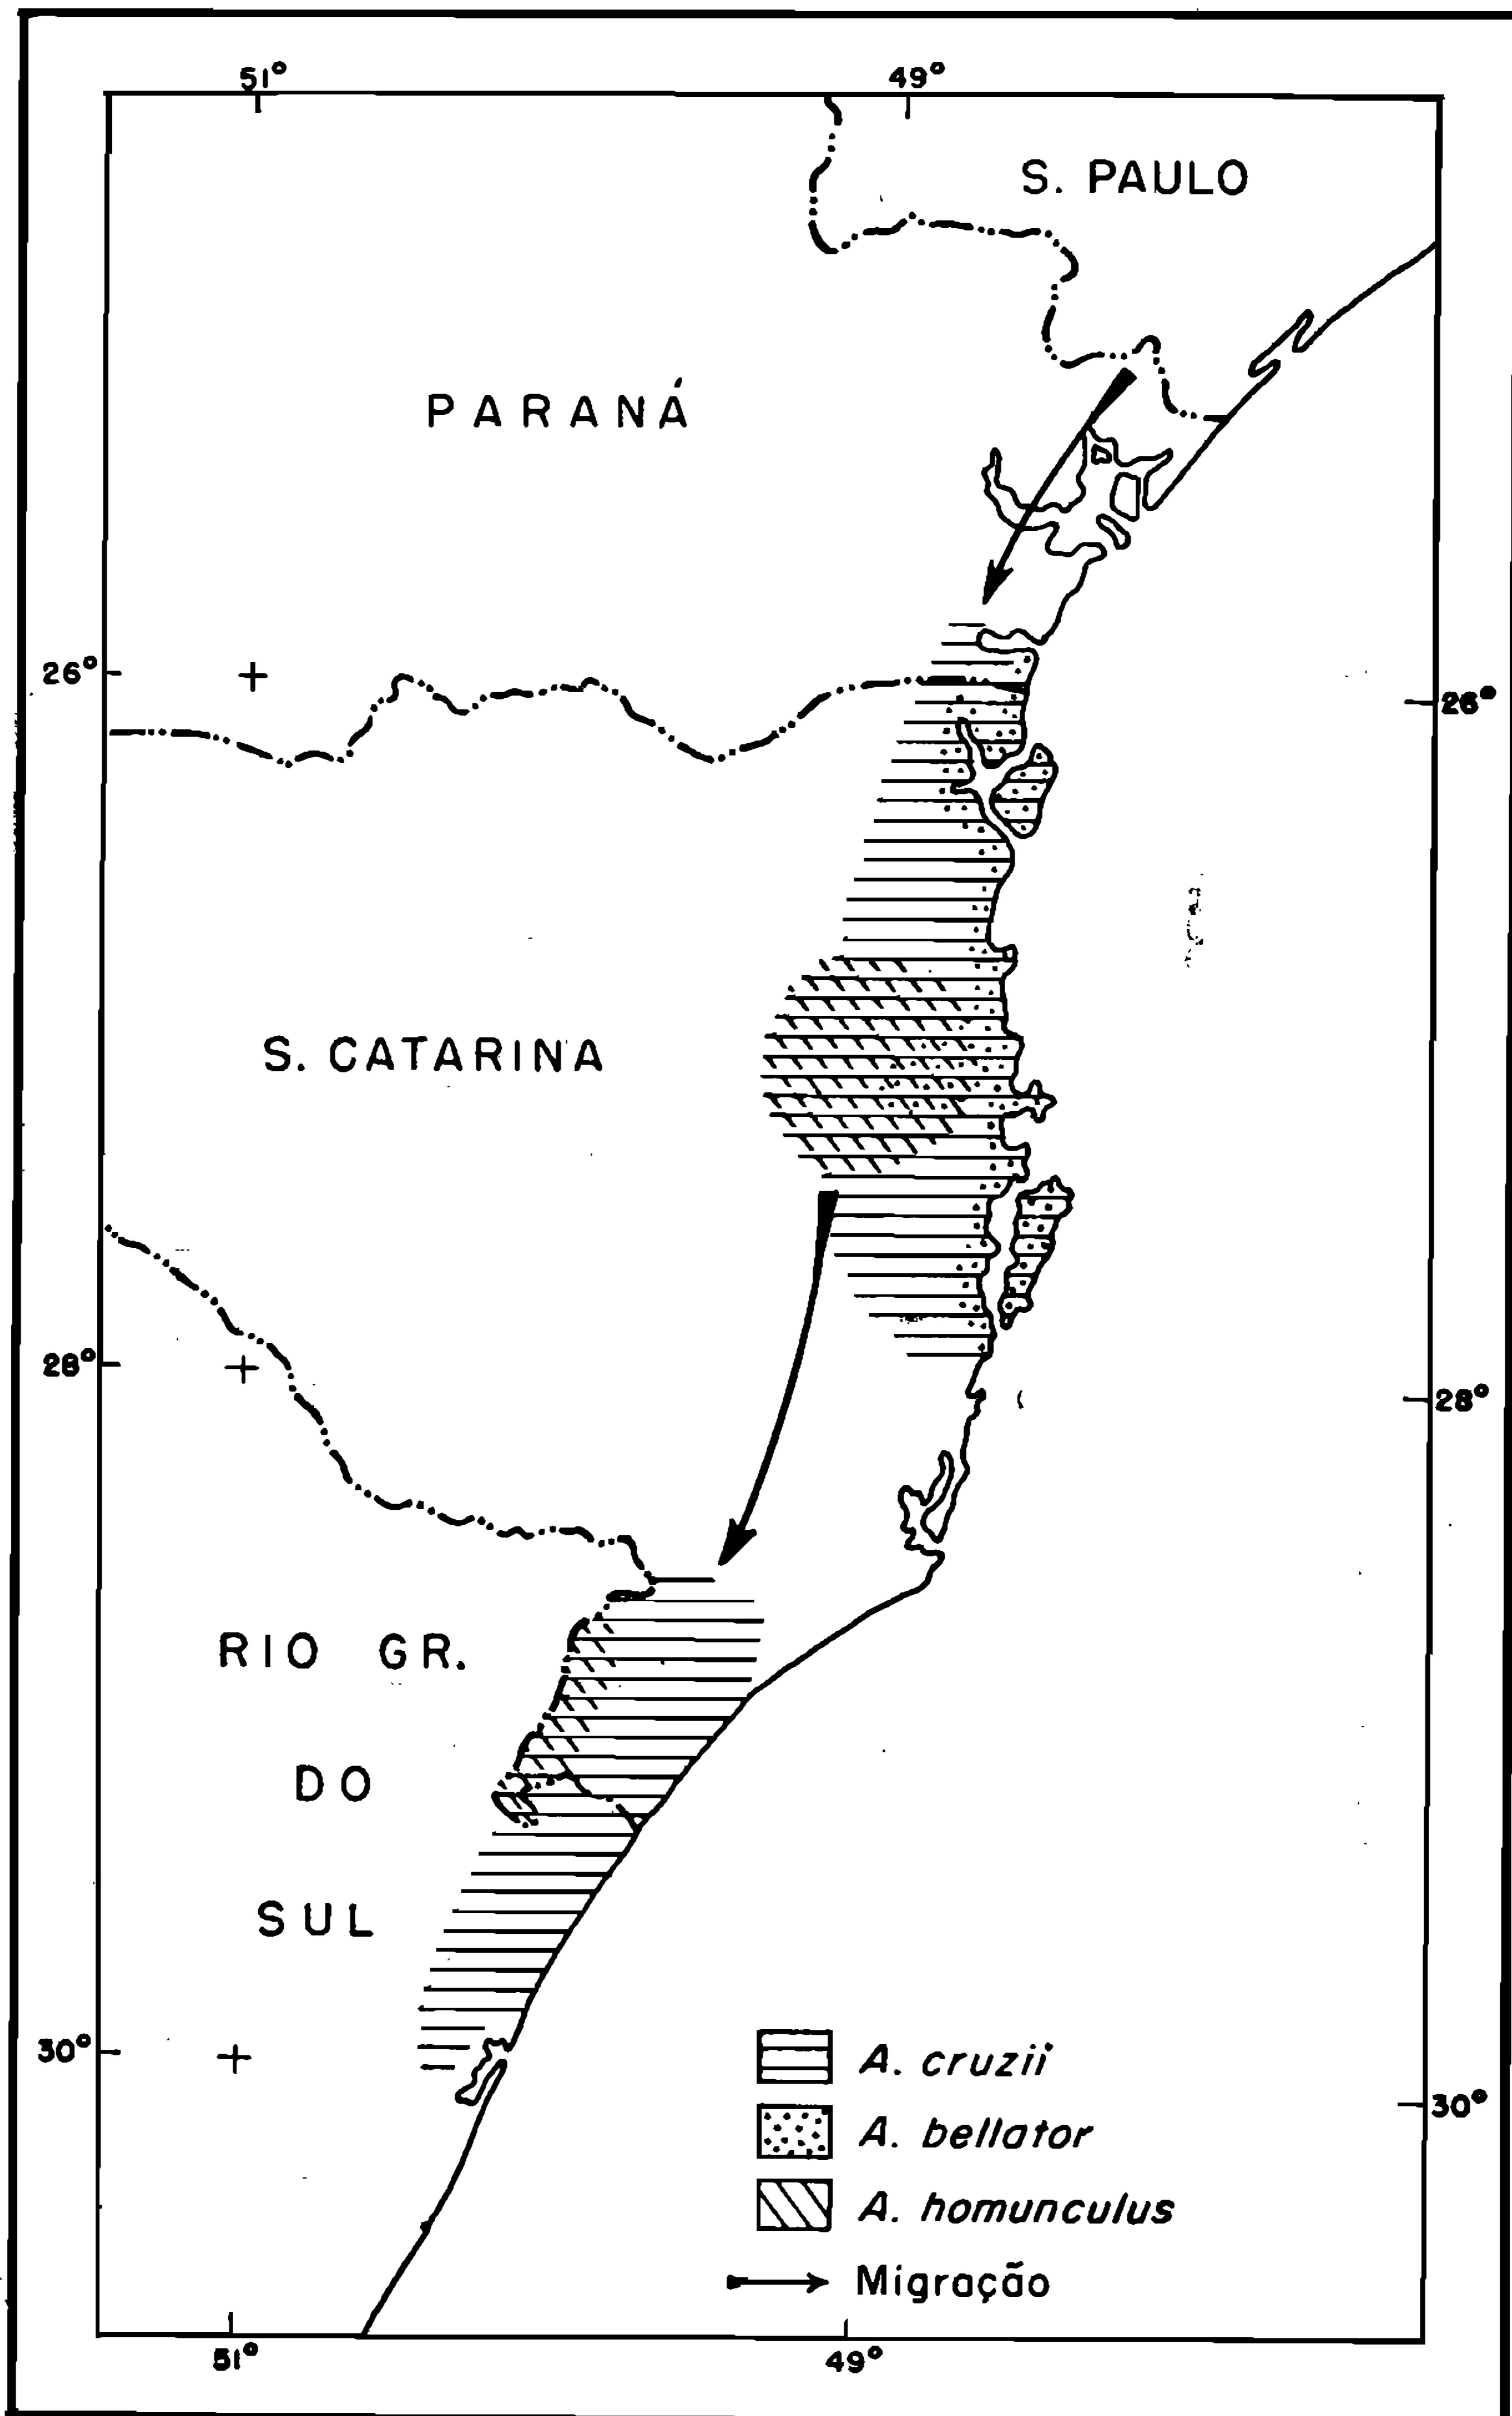 51° 49°
S. PAULO
PARANÁ
26° 26°
S. CATARINA
28° 28°
RIO GR.
DO
SUL
30° 30°
A. cruzii
A. bellator
A. homunculus
Migração
51° 49°